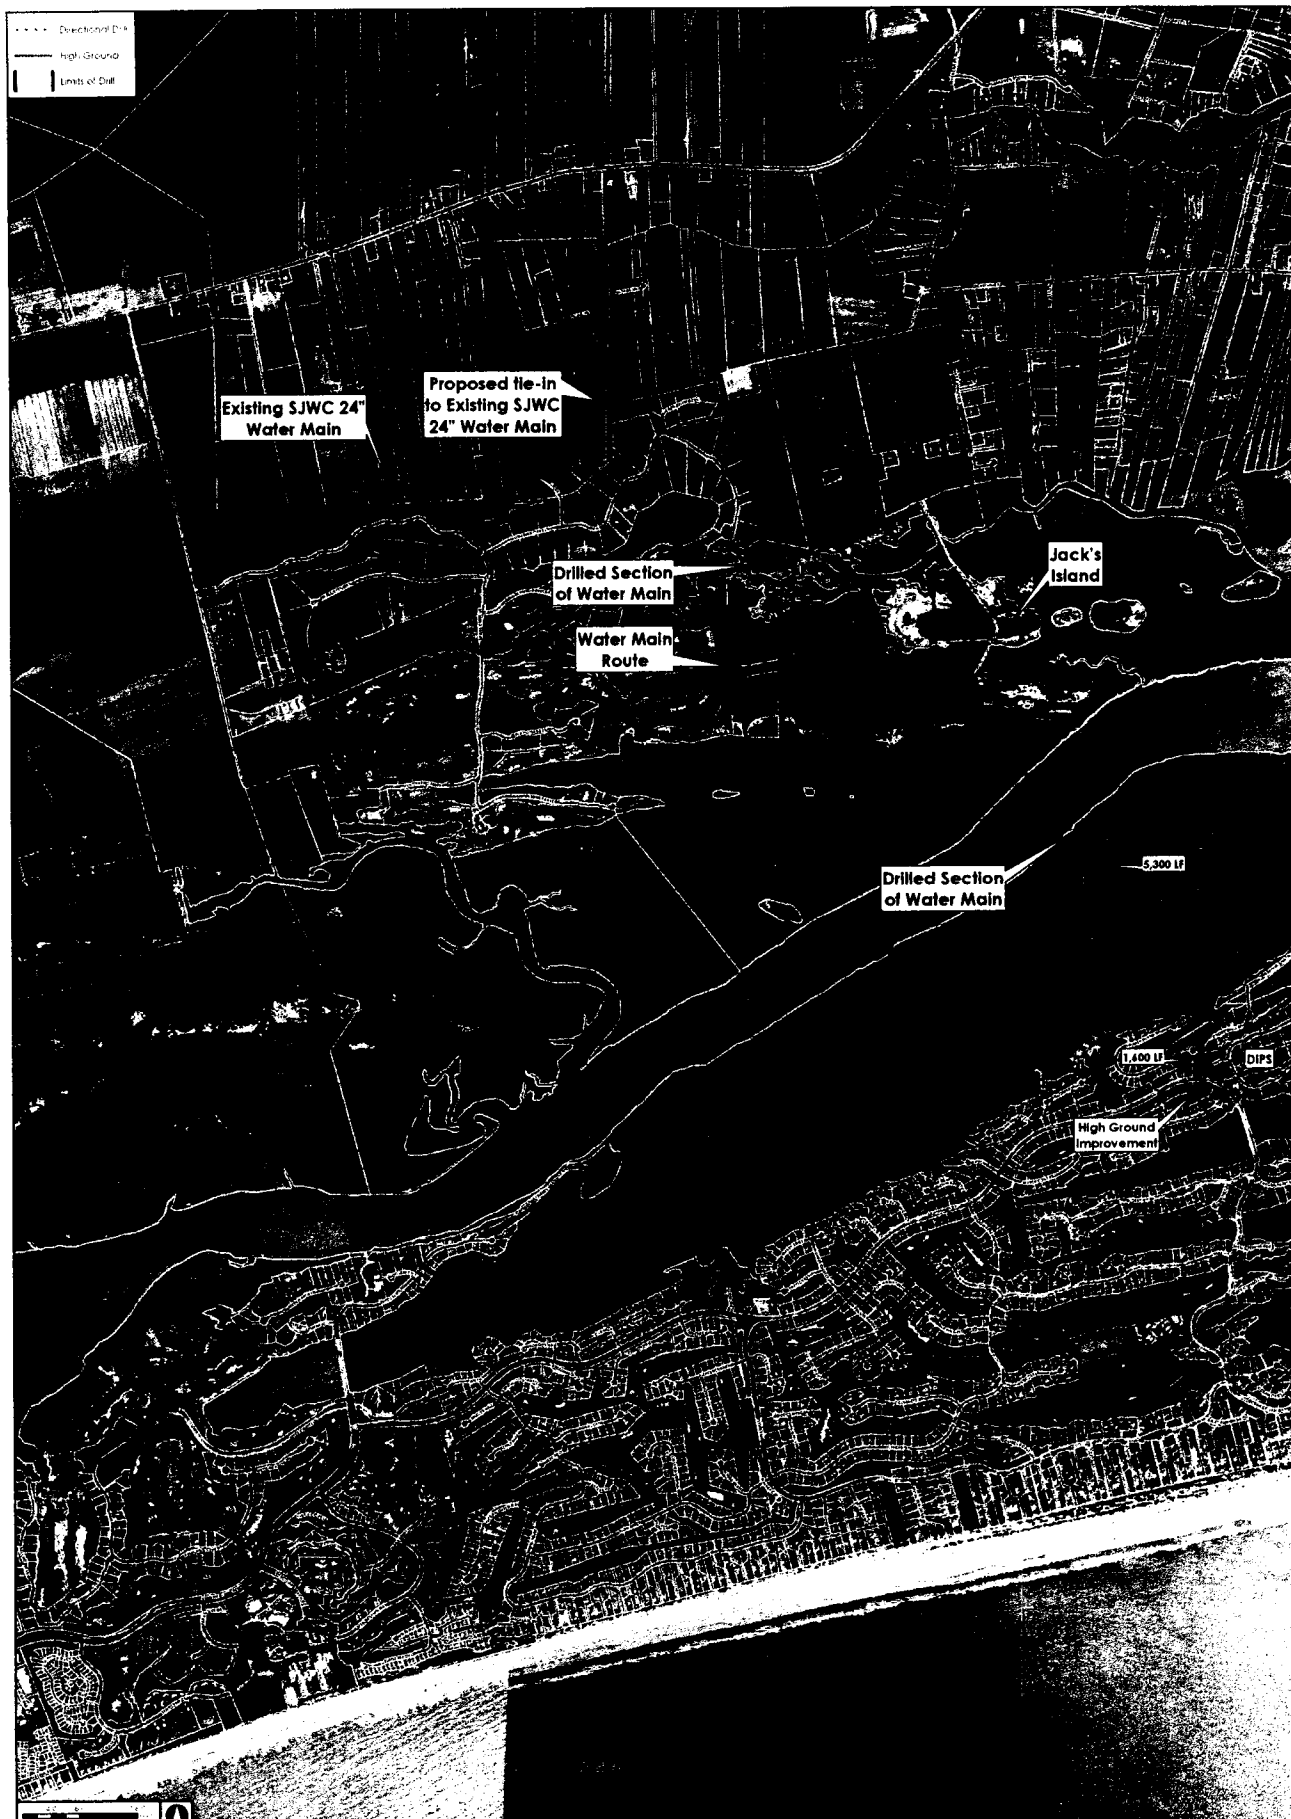 Directional Drill
High Ground
Limits of Drill
Existing SJWC 24"
Water Main
Proposed tie-in
to Existing SJWC
24" Water Main
Drilled Section
of Water Main
Jack's
Island
Water Main
Route
Drilled Section
of Water Main
5,300 LF
1,600 LF
DIPS
High Ground
Improvement